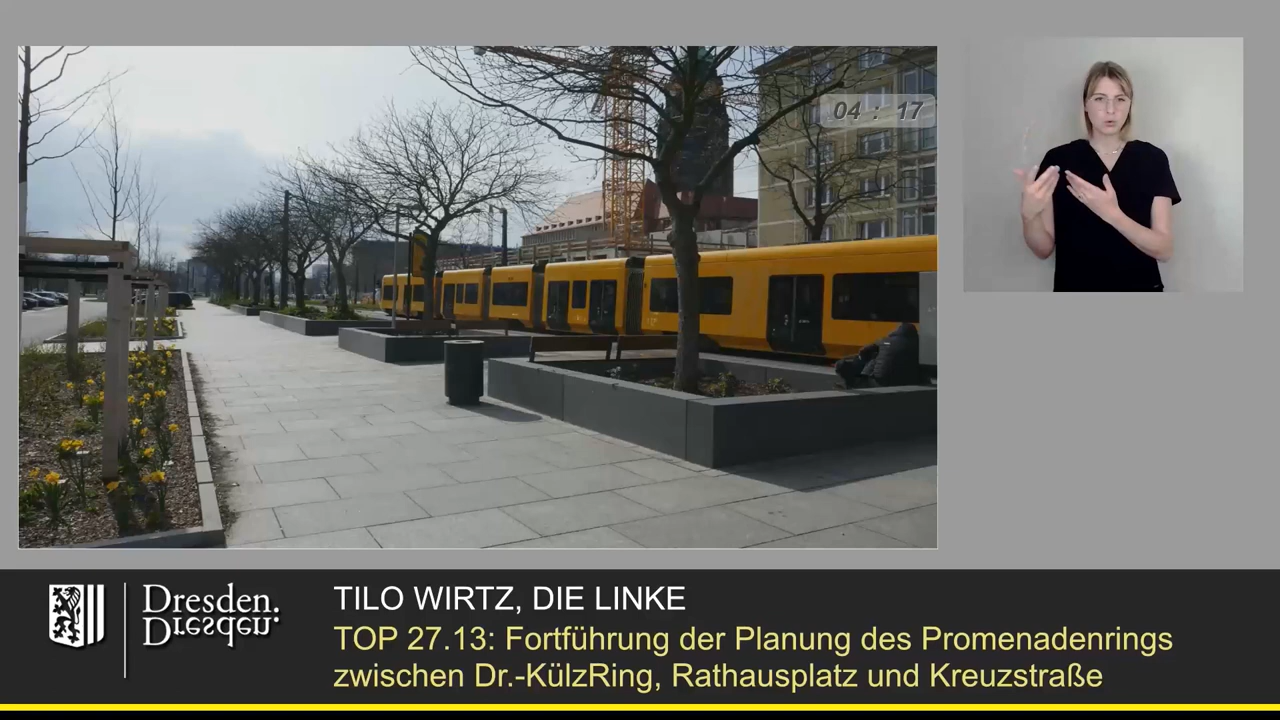 04 : 17
Dresden.
Dresden.
TILO WIRTZ, DIE LINKE
TOP 27.13: Fortführung der Planung des Promenadenrings
zwischen Dr.-KülzRing, Rathausplatz und Kreuzstraße